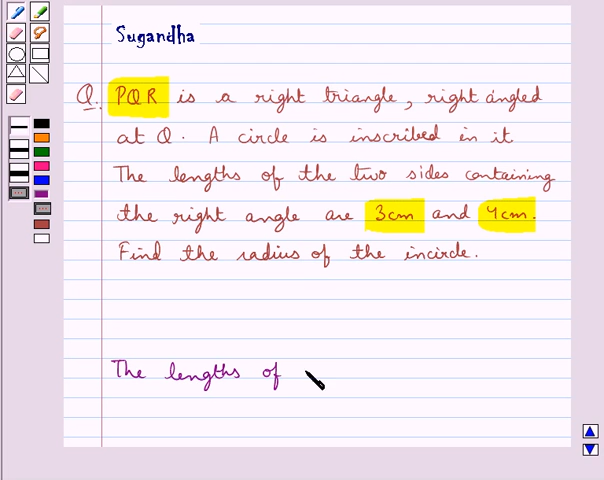 Sugandha
Q. PQR is a right triangle, right angled
at Q. A circle is inscribed in it
The lengths of the two sides containing
the right angle are 3cm and 4cm.
Find the radius of the incircle.
The lengths of